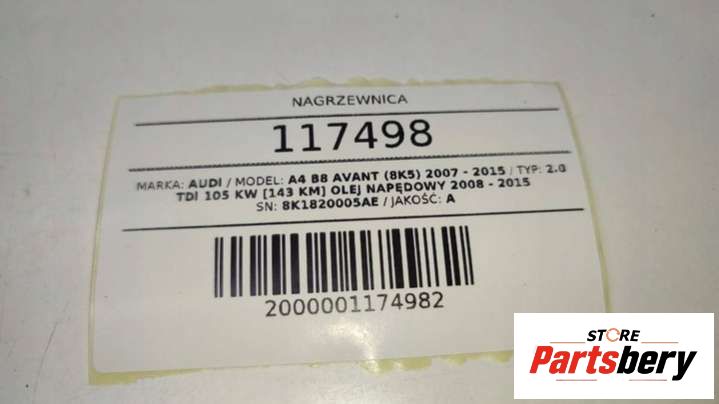 NAGRZEWNICA
117498
MARKA: AUDI / MODEL: A4 B8 AVANT (8K5) 2007 - 2015 / TYP: 2.0
TDI 105 KW [143 KM] OLEJ NAPĘDOWY 2008 - 2015
SN: 8K1820005AE / JAKOŚĆ: A
2000001174982
STORE
Partsbery